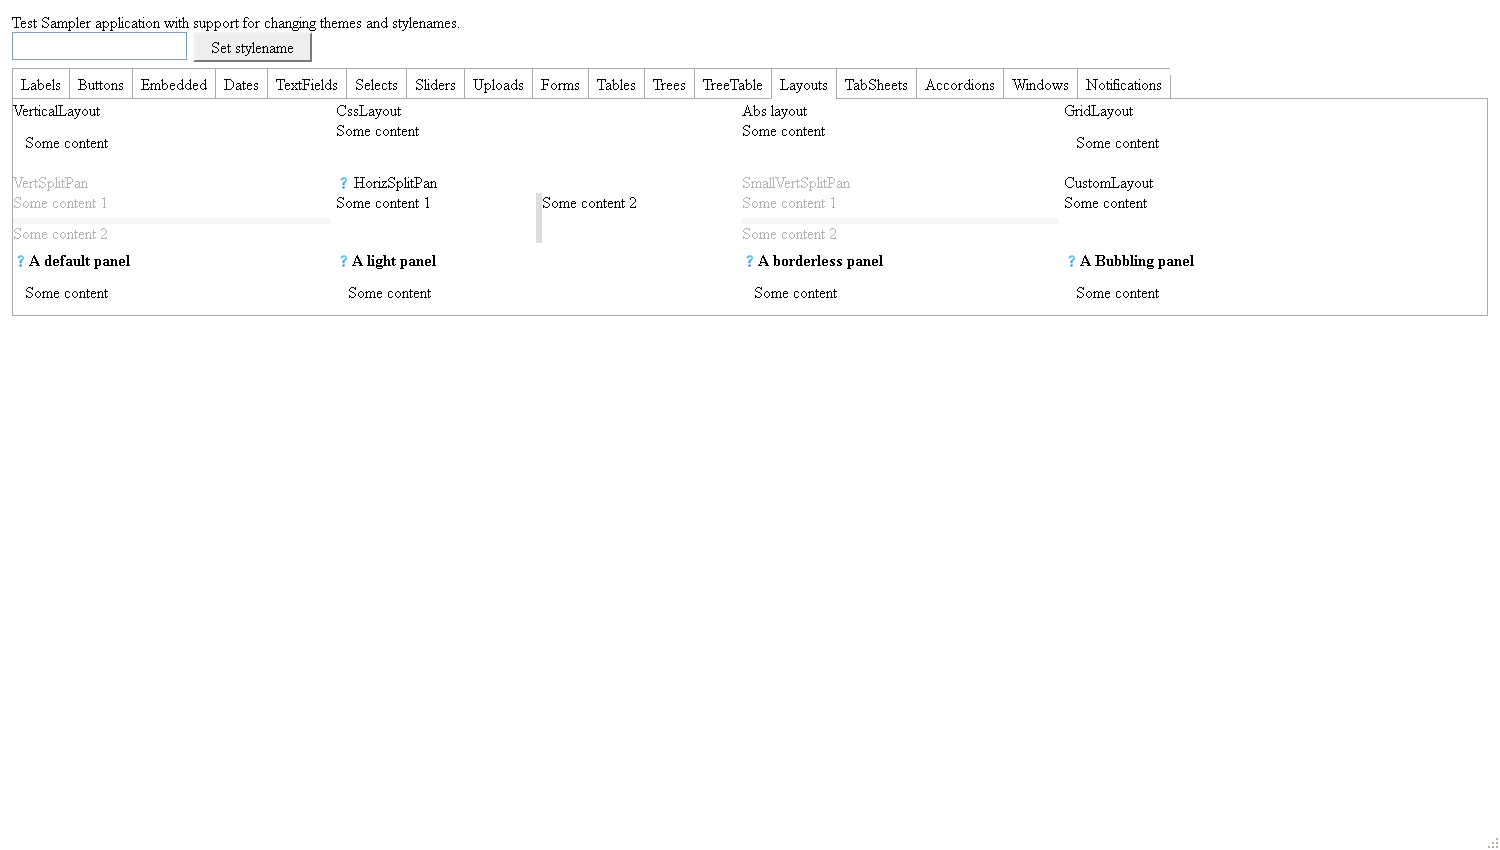 Test Sampler application with support for changing themes and stylenames.
Set stylename
Labels Buttons Embedded Dates TextFields Selects Sliders Uploads Forms Tables Trees TreeTable Layouts TabSheets Accordions Windows Notifications
VerticalLayout CssLayout Abs layout GridLayout
Some content Some content
Some content Some content
VertSplitPan ? HorizSplitPan SmallVertSplitPan CustomLayout
Some content 1 Some content 1 Some content 2 Some content 1 Some content
Some content 2 Some content 2
? A default panel ? A light panel ? A borderless panel ? A Bubbling panel
Some content Some content Some content Some content